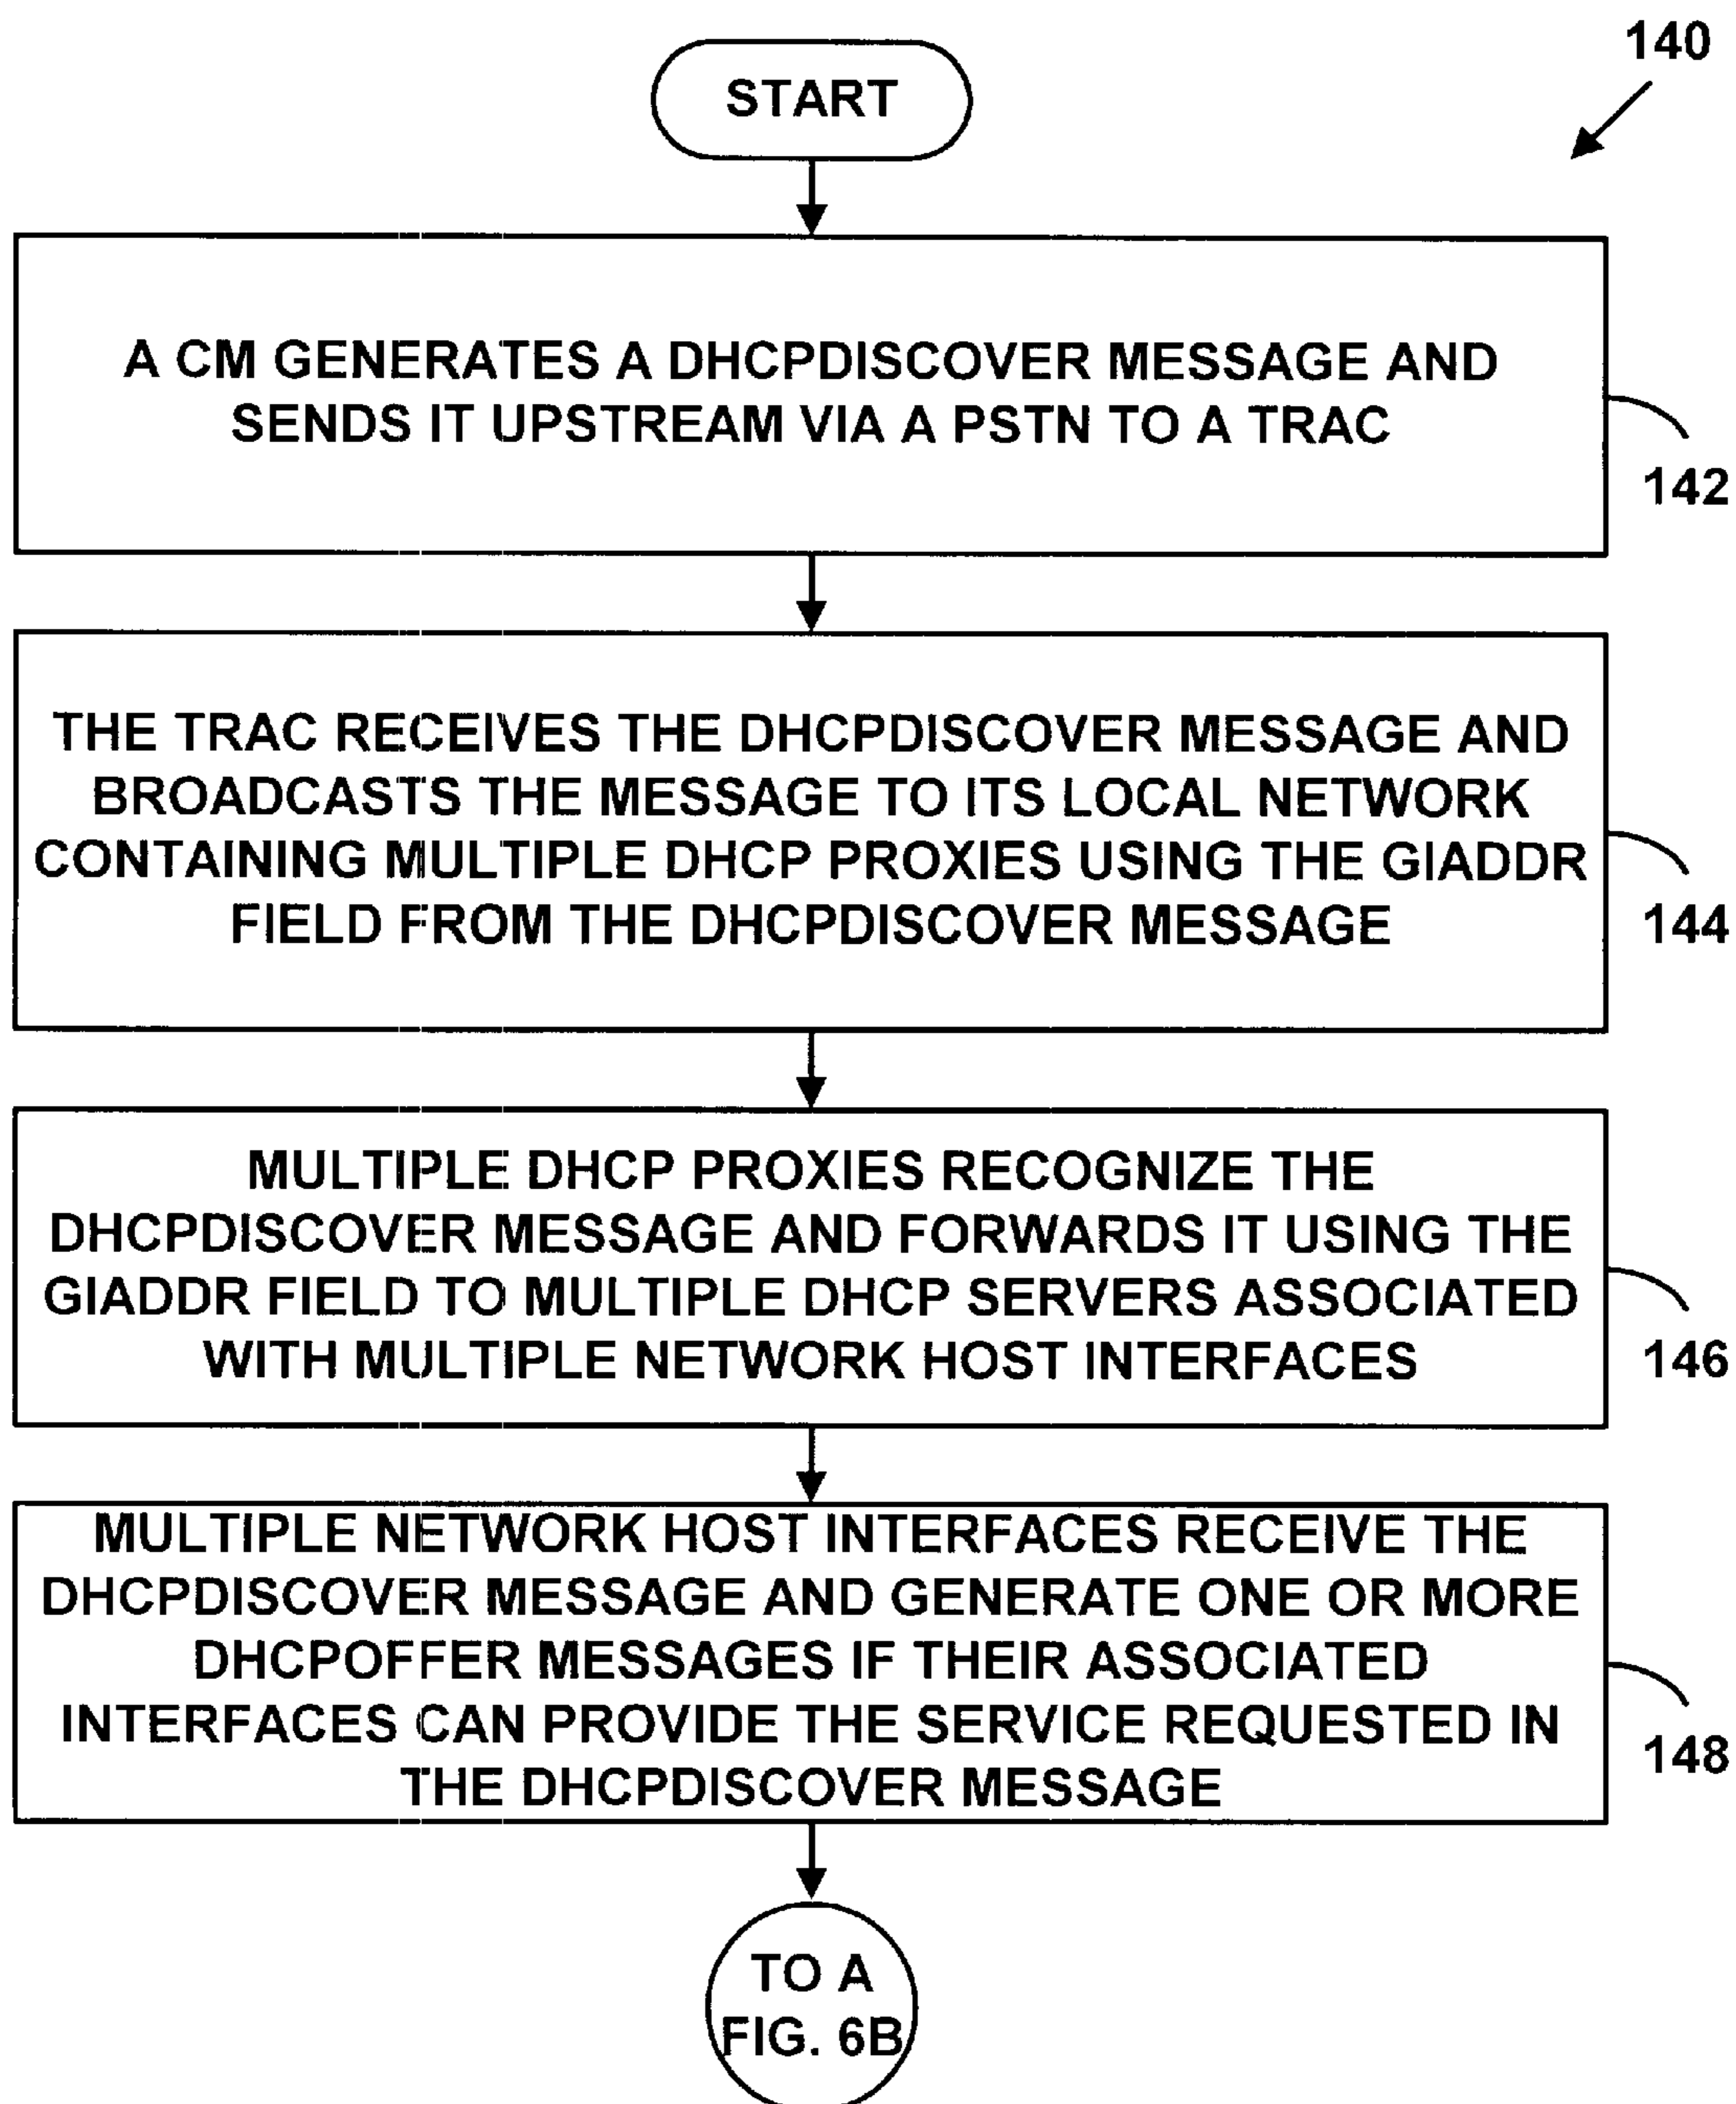 140
START
A CM GENERATES A DHCPDISCOVER MESSAGE AND
SENDS IT UPSTREAM VIA A PSTN TO A TRAC
142
THE TRAC RECEIVES THE DHCPDISCOVER MESSAGE AND
BROADCASTS THE MESSAGE TO ITS LOCAL NETWORK
CONTAINING MULTIPLE DHCP PROXIES USING THE GIADDR
FIELD FROM THE DHCPDISCOVER MESSAGE
144
MULTIPLE DHCP PROXIES RECOGNIZE THE
DHCPDISCOVER MESSAGE AND FORWARDS IT USING THE
GIADDR FIELD TO MULTIPLE DHCP SERVERS ASSOCIATED
WITH MULTIPLE NETWORK HOST INTERFACES
146
MULTIPLE NETWORK HOST INTERFACES RECEIVE THE
DHCPDISCOVER MESSAGE AND GENERATE ONE OR MORE
DHCPOFFER MESSAGES IF THEIR ASSOCIATED
INTERFACES CAN PROVIDE THE SERVICE REQUESTED IN
THE DHCPDISCOVER MESSAGE
148
TO A
FIG. 6B